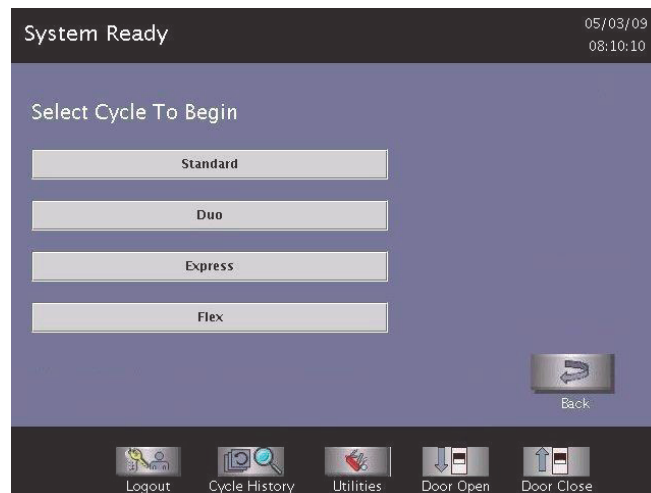 System Ready
05/03/09
08:10:10
Select Cycle To Begin
Standard
Duo
Express
Flex
Back
Logout
Cycle History
Utilities
Door Open
Door Close